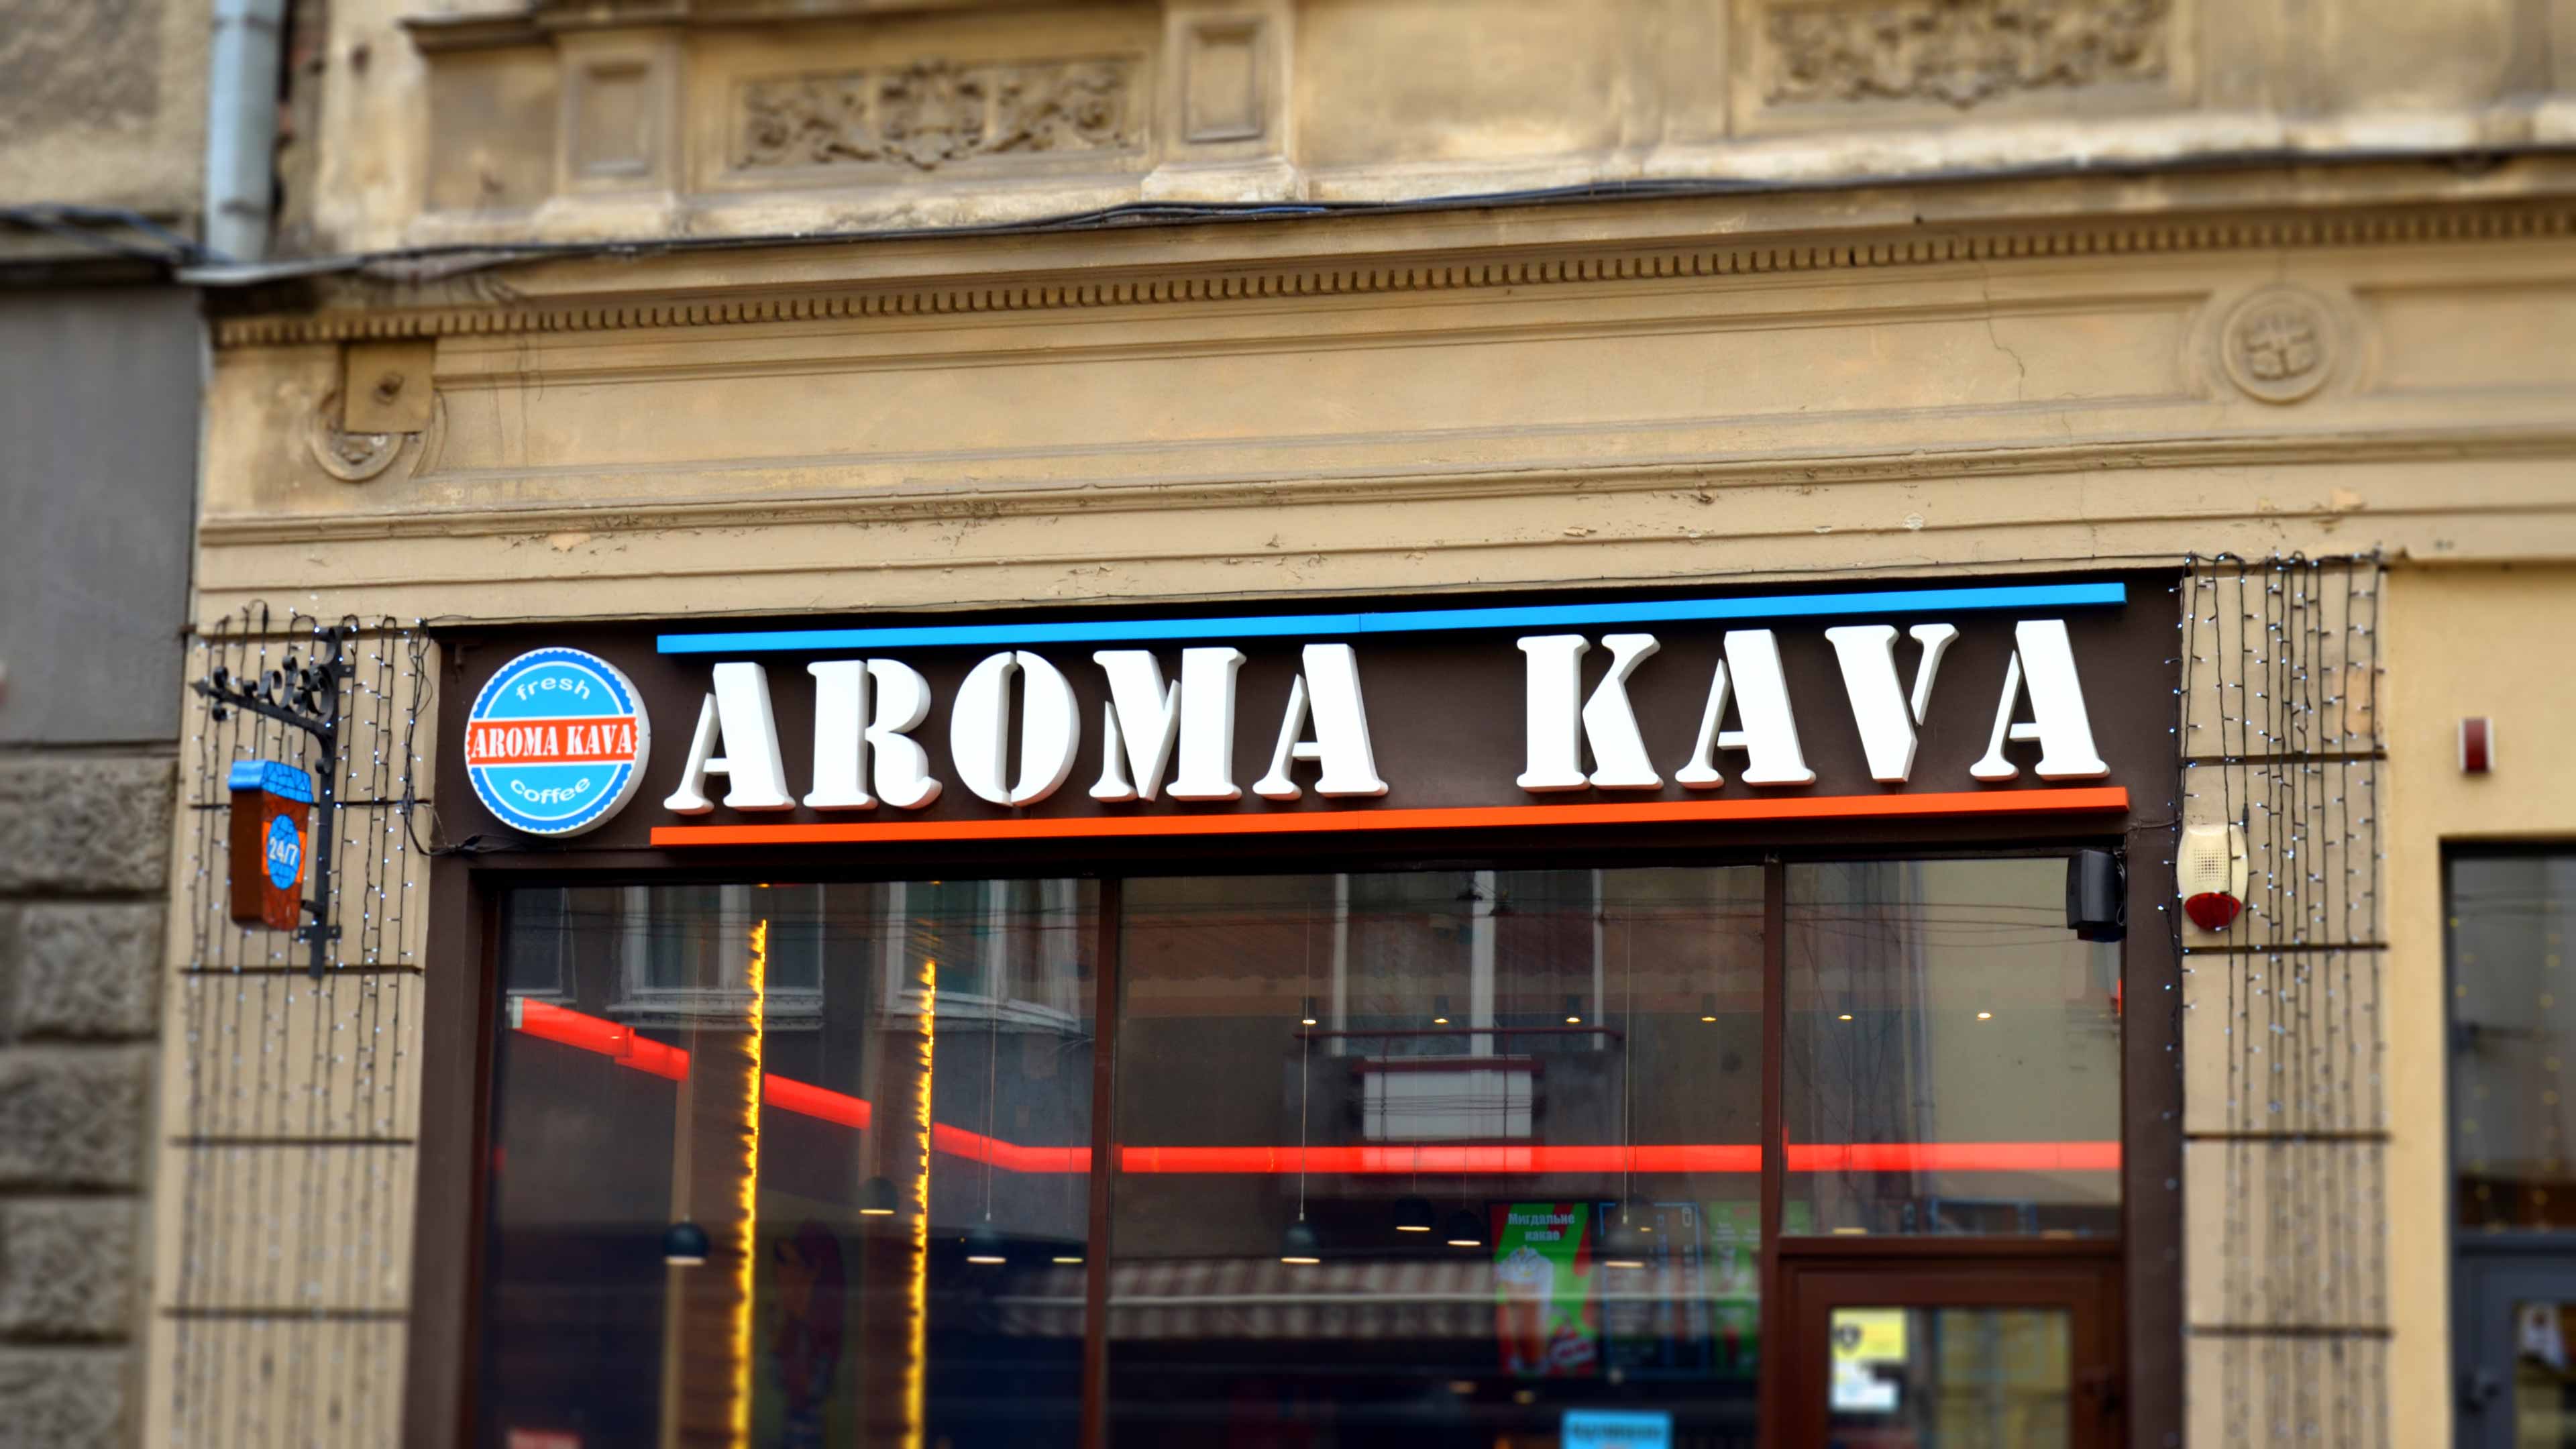 AROMA KAVA
fresh
AROMA KAVA
coffee
24/7
Мигдальне
какао